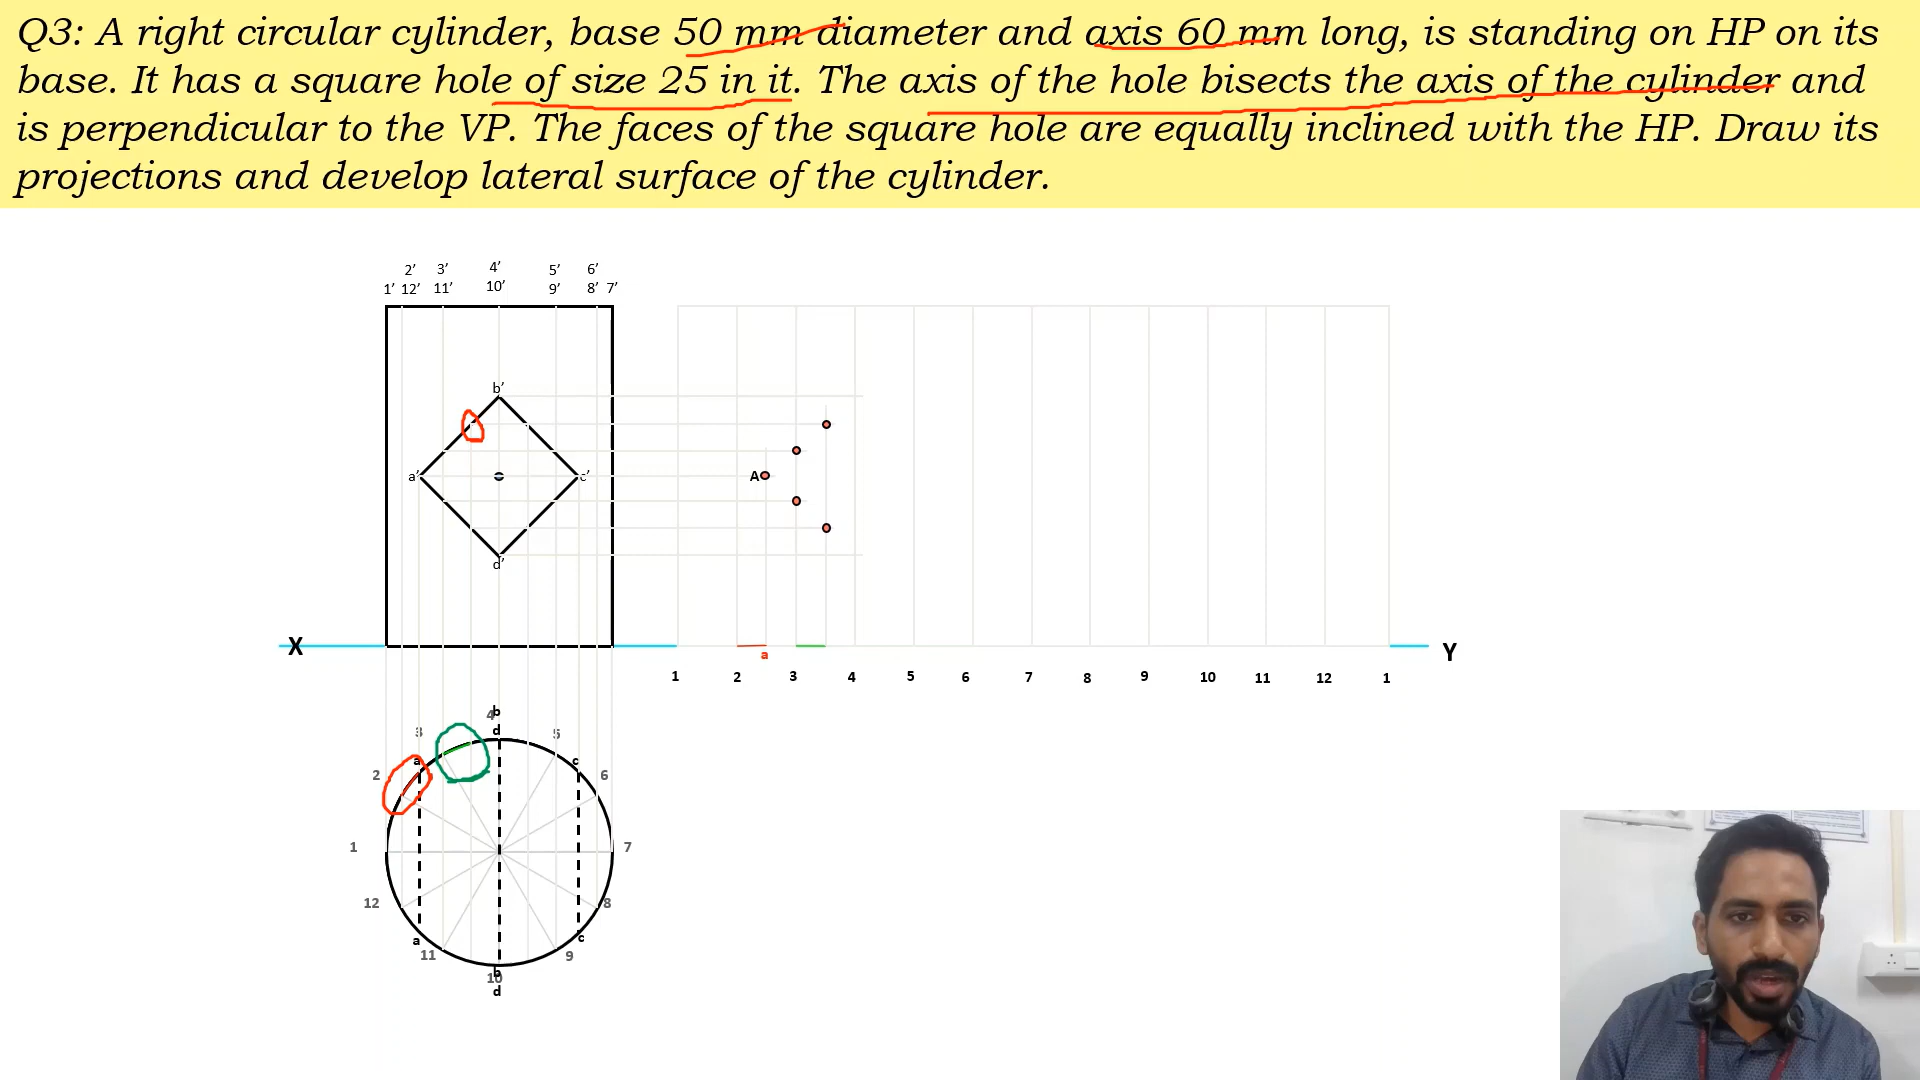 Q3: A right circular cylinder, base 50 mm diameter and axis 60 mm long, is standing on HP on its
base. It has a square hole of size 25 in it. The axis of the hole bisects the axis of the cylinder and
is perpendicular to the VP. The faces of the square hole are equally inclined with the HP. Draw its
projections and develop lateral surface of the cylinder.
2’ 3’ 4’ 5’ 6’
1’ 12’ 11’ 10’ 9’ 8’ 7’
b’
a’ c’ A
d’
X Y
a
1 2 3 4 5 6 7 8 9 10 11 12 1
4 b
3 d 5
a c
2 6
1 7
12 8
a c
11 9
10 b
d